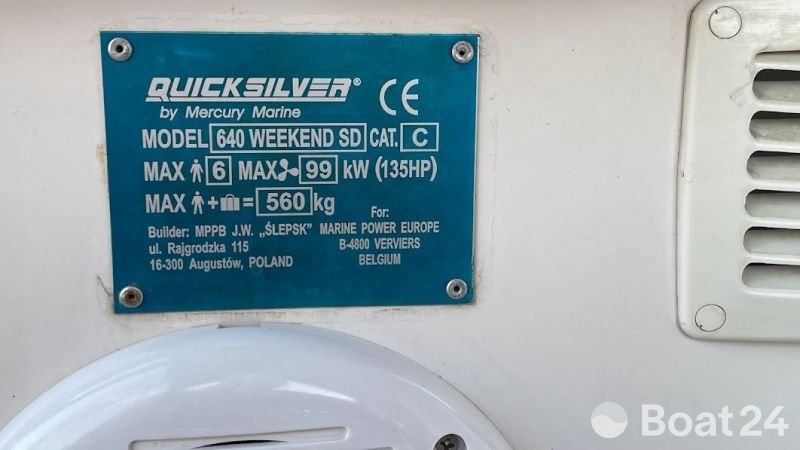 QUICKSILVER®
by Mercury Marine
CE
MODEL 640 WEEKEND SD CAT. C
MAX 6 MAX 99 kW (135HP)
MAX + = 560 kg
Builder: MPPB J.W. „ŚLEPSK”
ul. Rajgrodzka 115
16-300 Augustów, POLAND
For:
MARINE POWER EUROPE
B-4800 VERVIERS
BELGIUM
Boat24